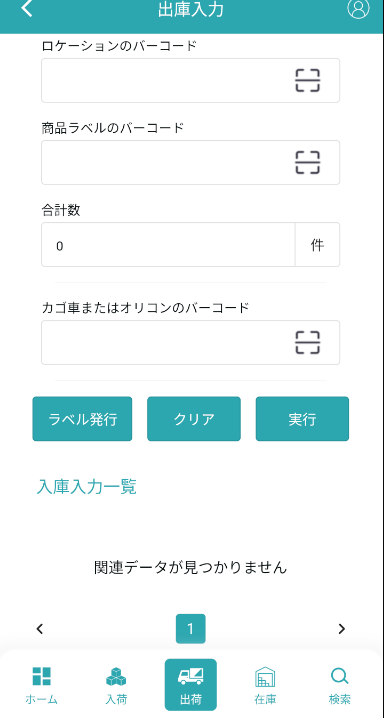 出庫入力
ロケーションのバーコード
商品ラベルのバーコード
合計数
0 件
カゴ車またはオリコンのバーコード
ラベル発行 クリア 実行
入庫入力一覧
関連データが見つかりません
1
ホーム 入荷 出荷 在庫 検索